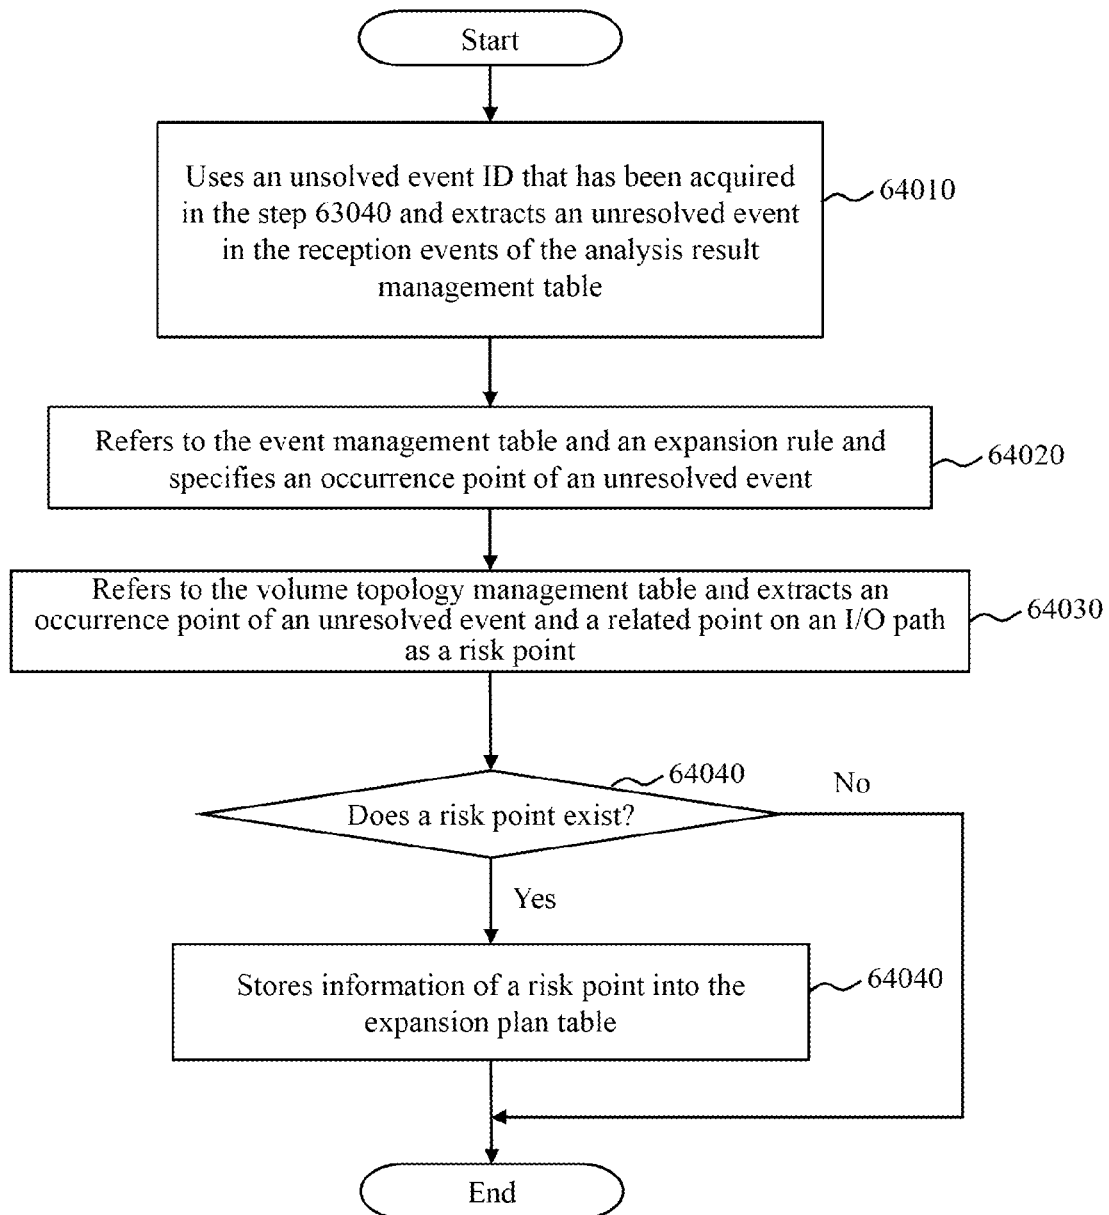 Start
Uses an unsolved event ID that has been acquired
in the step 63040 and extracts an unresolved event
in the reception events of the analysis result
management table
64010
Refers to the event management table and an expansion rule and
specifies an occurrence point of an unresolved event
64020
Refers to the volume topology management table and extracts an
occurrence point of an unresolved event and a related point on an I/O path
as a risk point
64030
64040
No
Does a risk point exist?
Yes
Stores information of a risk point into the
expansion plan table
64040
End